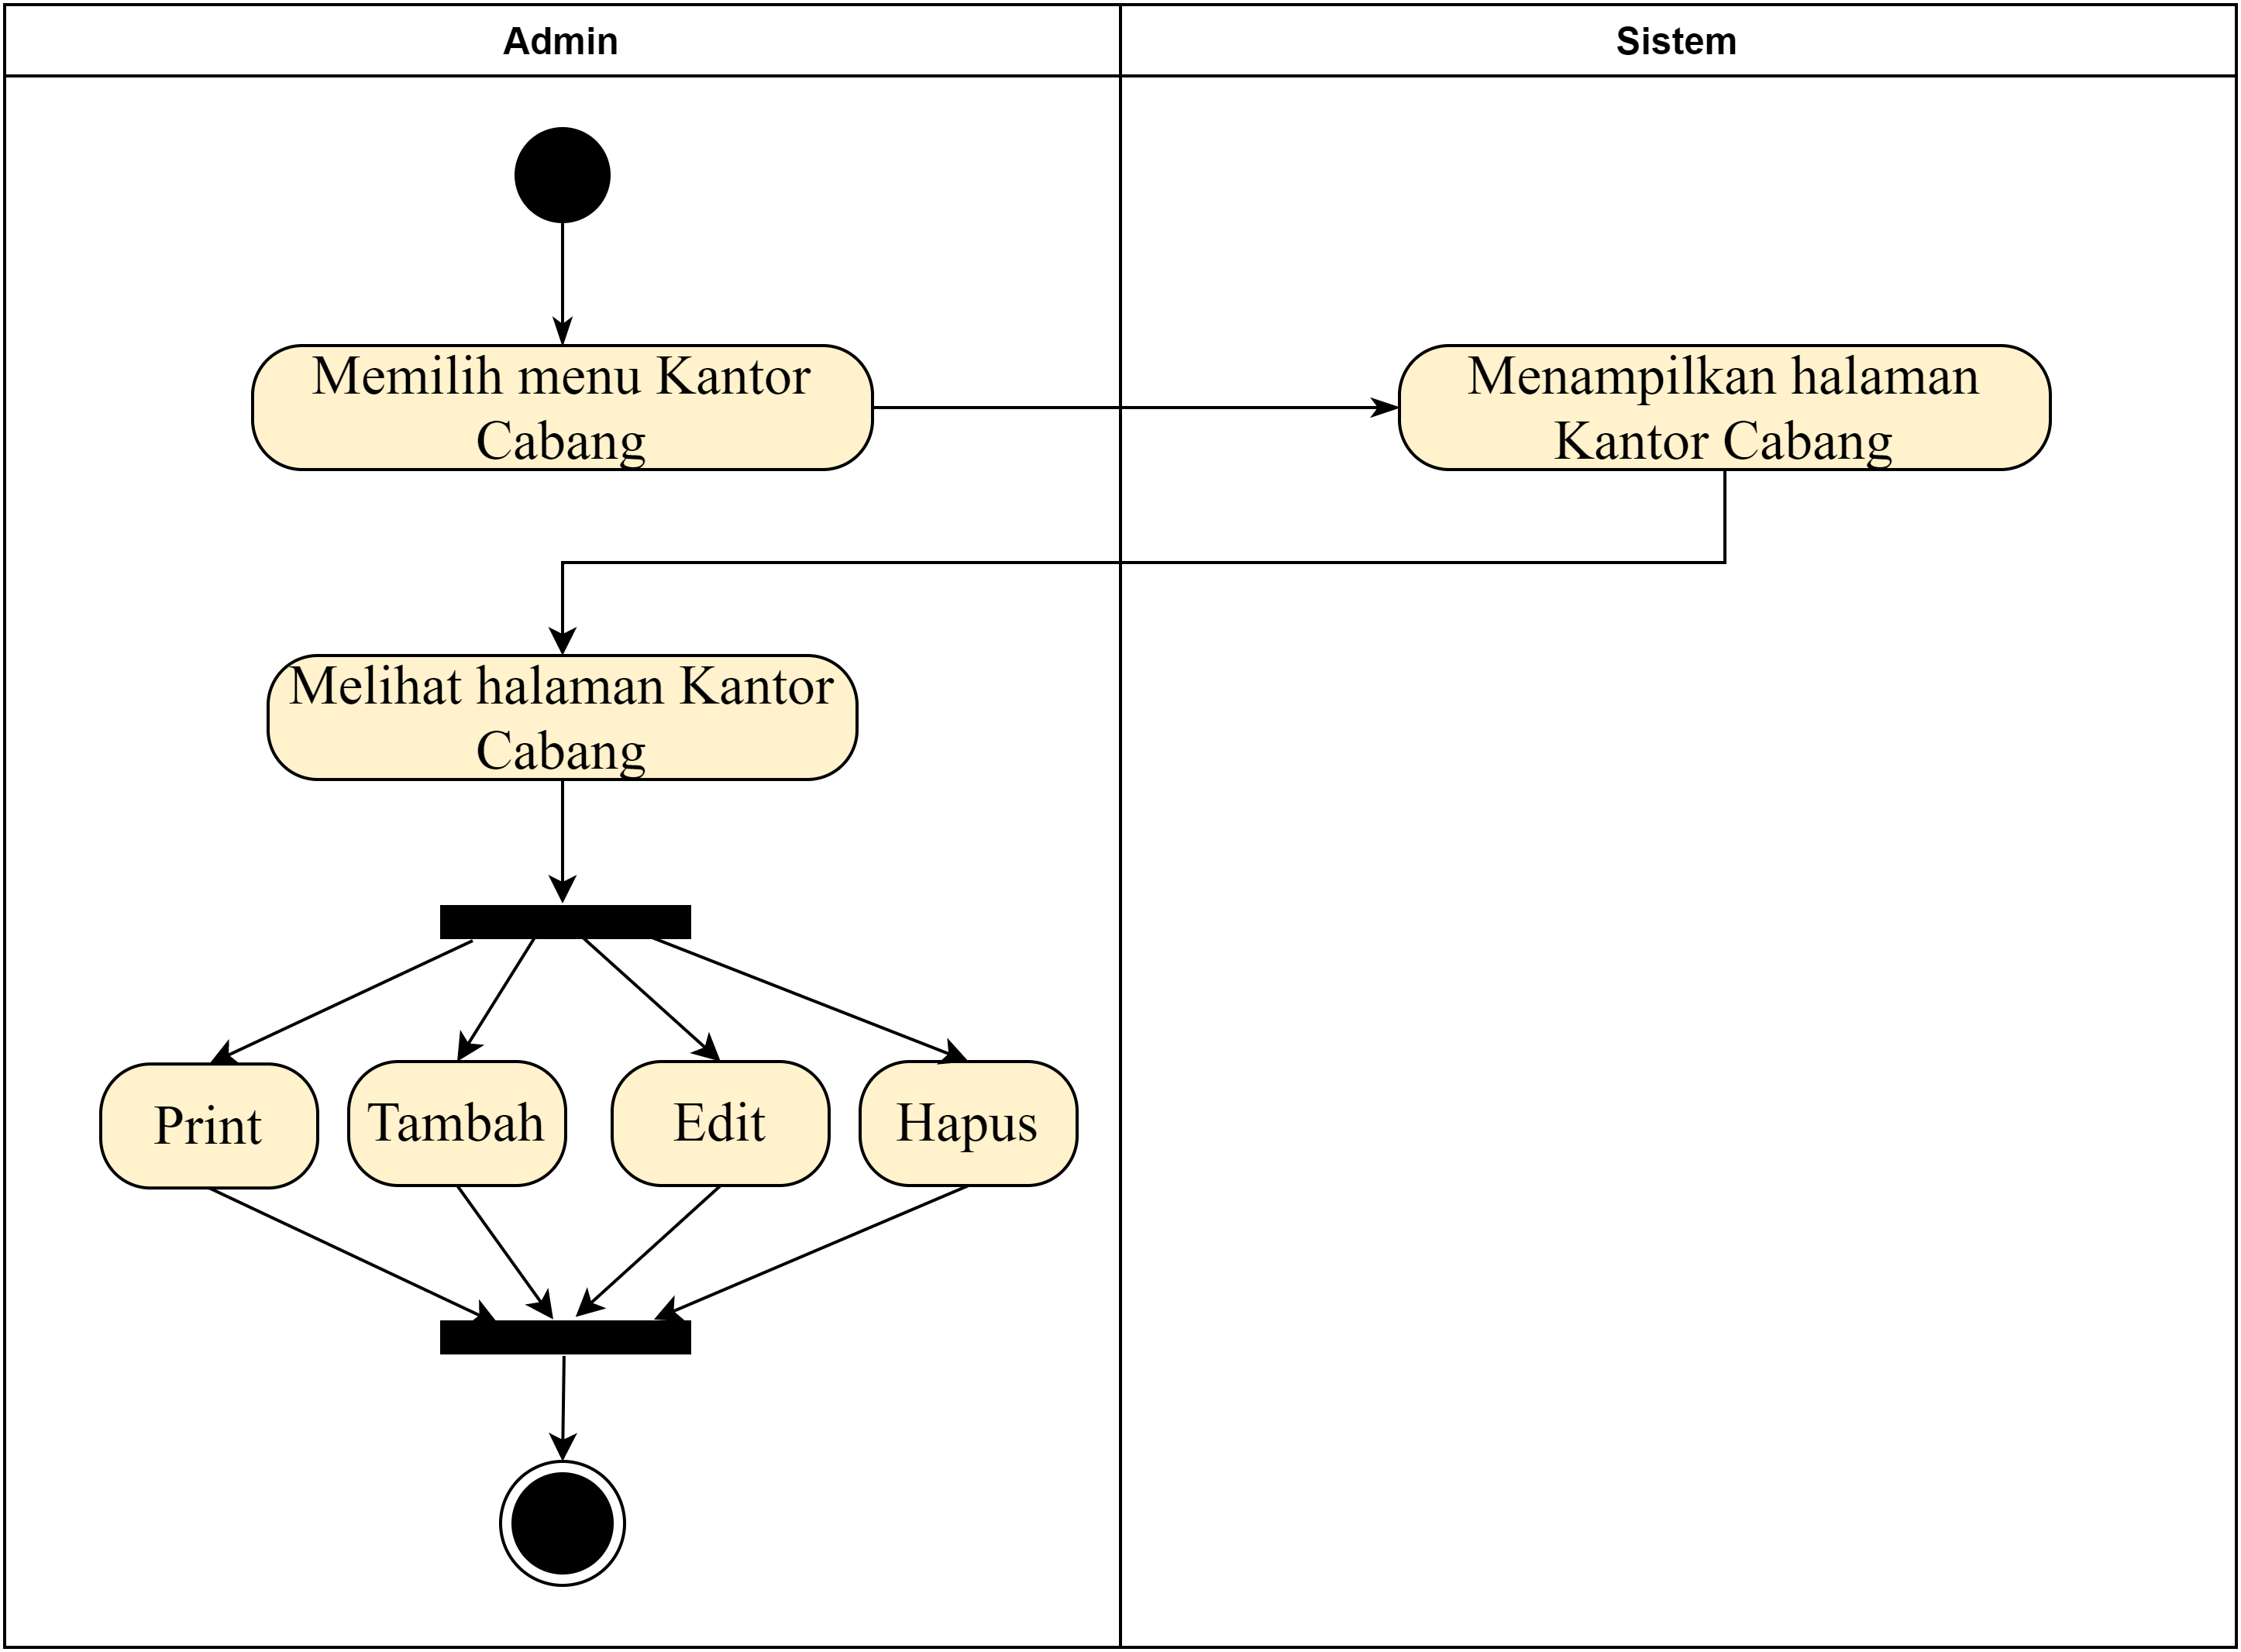 Admin
Sistem
Memilih menu Kantor
Cabang
Menampilkan halaman
Kantor Cabang
Melihat halaman Kantor
Cabang
Print
Tambah
Edit
Hapus